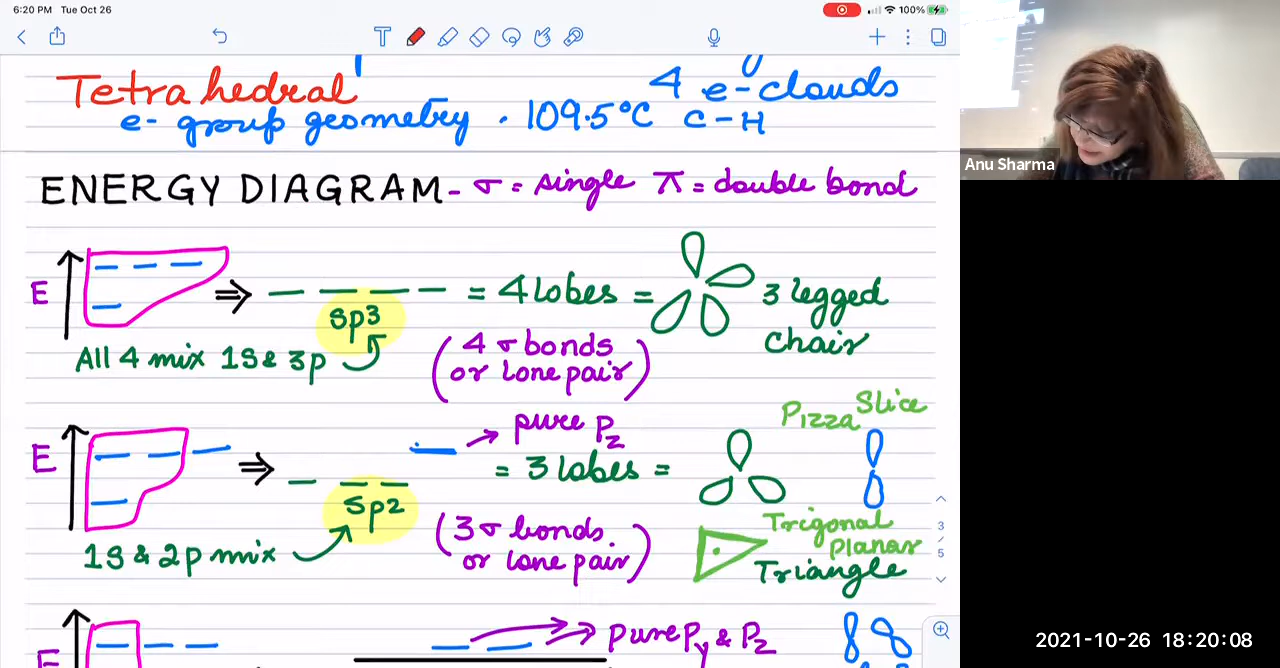 6:20 PM Tue Oct 26
100%
Anu Sharma
Tetrahedral
4 e- clouds
e- group geometry . 109.5°C C-H
ENERGY DIAGRAM - σ = single π = double bond
E
⇒ = 4 lobes = 3 legged chair
sp3
All 4 mix 1s & 3p
(4 σ bonds
or lone pair)
Pizza Slice
→ pure Pz
E
⇒ = 3 lobes =
sp2
1s & 2p mix
(3σ bonds
or lone pair)
Trigonal
Planar
Triangle
3
/
5
→ pure Py & Pz
E
2021-10-26 18:20:08